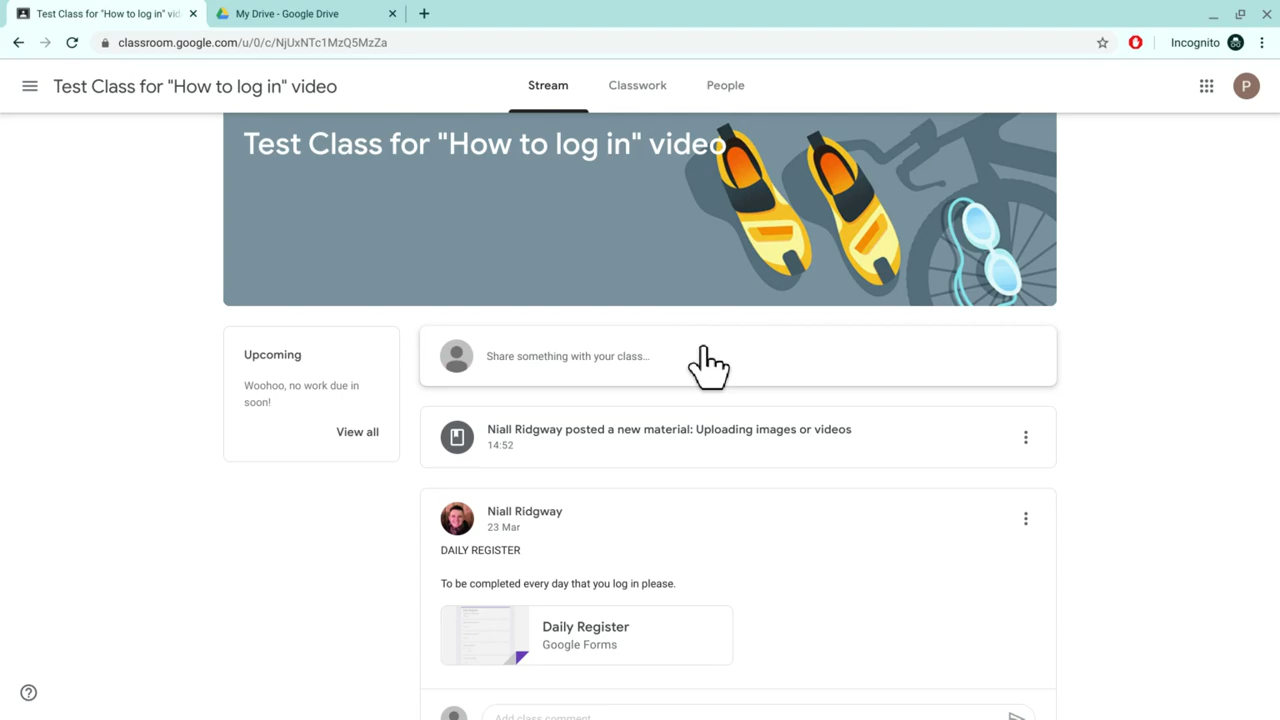 Test Class for "How to log in" vid
My Drive - Google Drive
classroom.google.com/u/0/c/NjUxNTc1MzQ5MzZa
Incognito
Test Class for "How to log in" video
Stream
Classwork
People
P
Test Class for "How to log in" video
Upcoming
Woohoo, no work due in
soon!
View all
Share something with your class...
Niall Ridgway posted a new material: Uploading images or videos
14:52
Niall Ridgway
23 Mar
DAILY REGISTER
To be completed every day that you log in please.
Daily Register
Google Forms
Add class comment